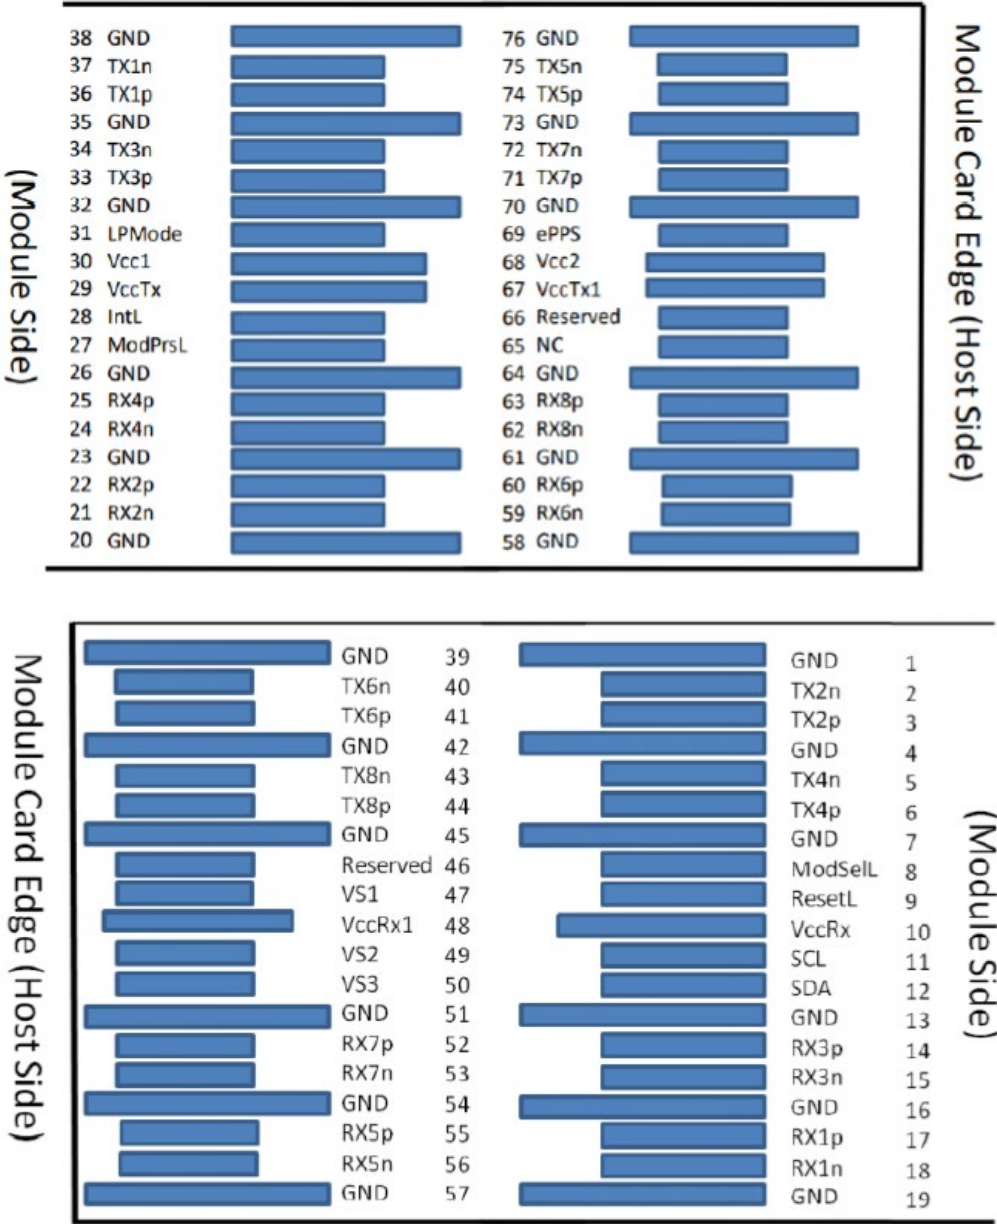 38 GND 76 GND
37 TX1n 75 TX5n
36 TX1p 74 TX5p
35 GND 73 GND
34 TX3n 72 TX7n
33 TX3p 71 TX7p
32 GND 70 GND
31 LPMode 69 ePPS
30 Vcc1 68 Vcc2
29 VccTx 67 VccTx1
28 IntL 66 Reserved
27 ModPrsL 65 NC
26 GND 64 GND
25 RX4p 63 RX8p
24 RX4n 62 RX8n
23 GND 61 GND
22 RX2p 60 RX6p
21 RX2n 59 RX6n
20 GND 58 GND
(Module Side)
Module Card Edge (Host Side)
GND 39 GND 1
TX6n 40 TX2n 2
TX6p 41 TX2p 3
GND 42 GND 4
TX8n 43 TX4n 5
TX8p 44 TX4p 6
GND 45 GND 7
Reserved 46 ModSelL 8
VS1 47 ResetL 9
VccRx1 48 VccRx 10
VS2 49 SCL 11
VS3 50 SDA 12
GND 51 GND 13
RX7p 52 RX3p 14
RX7n 53 RX3n 15
GND 54 GND 16
RX5p 55 RX1p 17
RX5n 56 RX1n 18
GND 57 GND 19
Module Card Edge (Host Side)
(Module Side)